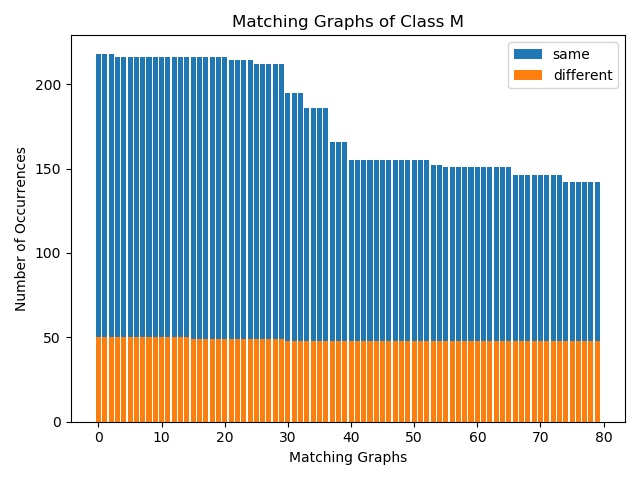 Matching Graphs of Class M
same
different
Number of Occurrences
200
150
100
50
0
0 10 20 30 40 50 60 70 80
Matching Graphs